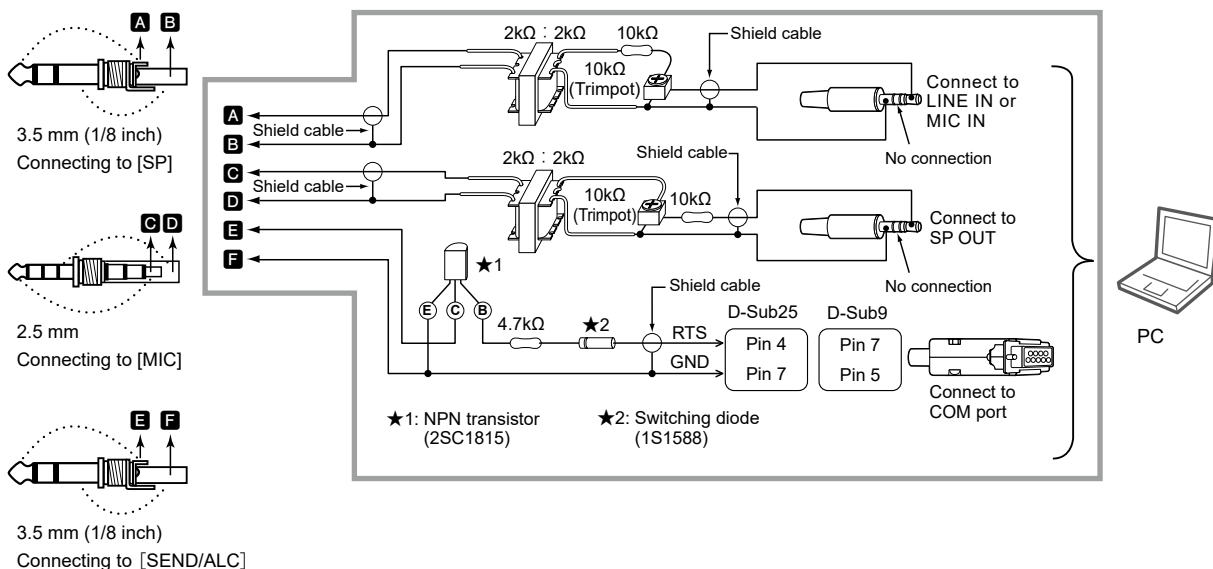 A B
3.5 mm (1/8 inch)
Connecting to [SP]
C D
2.5 mm
Connecting to [MIC]
E F
3.5 mm (1/8 inch)
Connecting to [SEND/ALC]
A
Shield cable
B
C
Shield cable
D
E
F
2kΩ : 2kΩ
10kΩ
10kΩ
(Trimpot)
Shield cable
Connect to
LINE IN or
MIC IN
No connection
2kΩ : 2kΩ
10kΩ
(Trimpot)
10kΩ
Shield cable
Connect to
SP OUT
No connection
★1
E C B
4.7kΩ
★2
Shield cable
RTS
GND
D-Sub25
Pin 4
Pin 7
D-Sub9
Pin 7
Pin 5
Connect to
COM port
★1: NPN transistor
(2SC1815)
★2: Switching diode
(1S1588)
PC